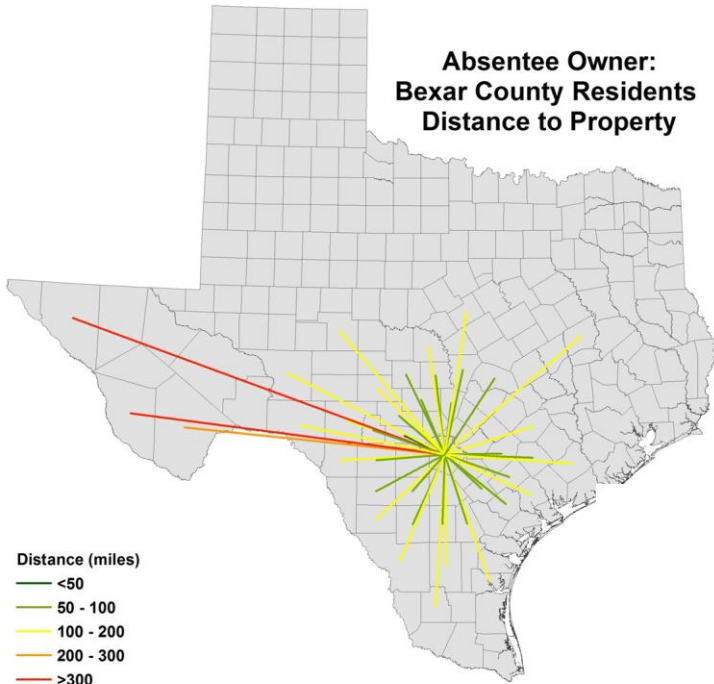 Absentee Owner:
Bexar County Residents
Distance to Property
Distance (miles)
<50
50 - 100
100 - 200
200 - 300
>300